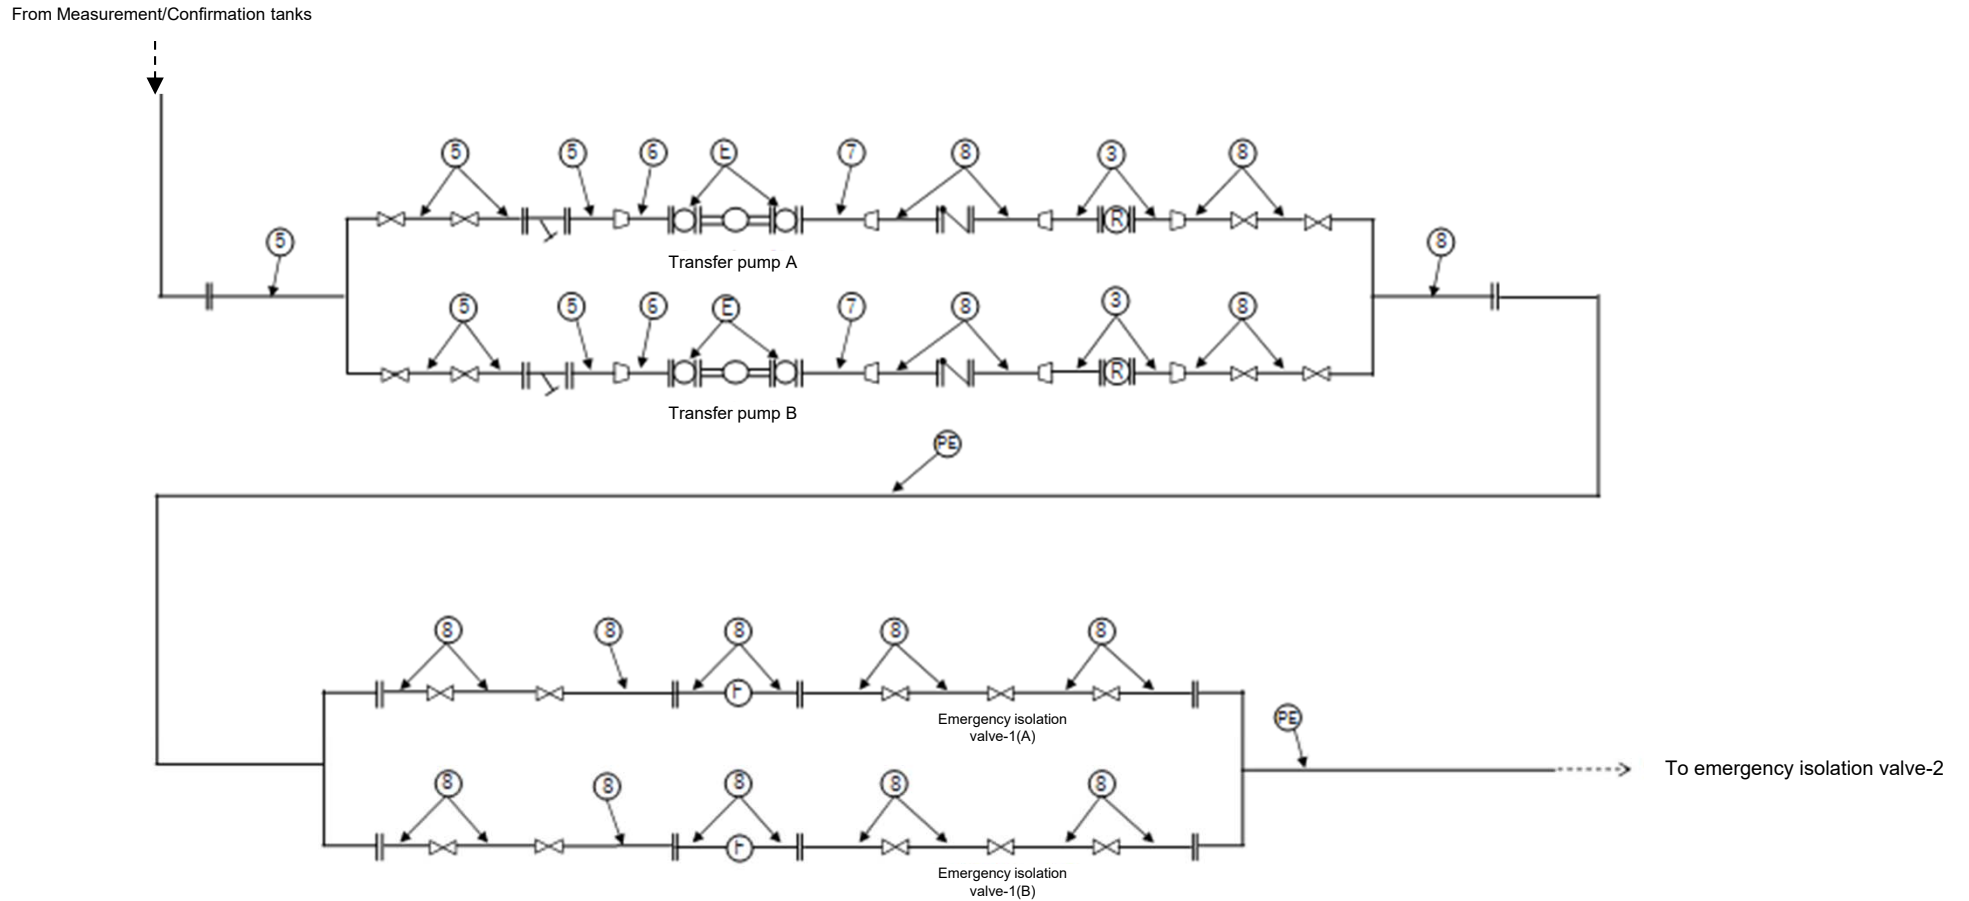 From Measurement/Confirmation tanks
5 5 6 E 7 8 3 8
R
5 8
Transfer pump A
5 5 6 E 7 8 3 8
R
Transfer pump B
PE
8 8 8 8 8
F
Emergency isolation
valve-1(A)
PE
To emergency isolation valve-2
8 8 8 8 8
F
Emergency isolation
valve-1(B)